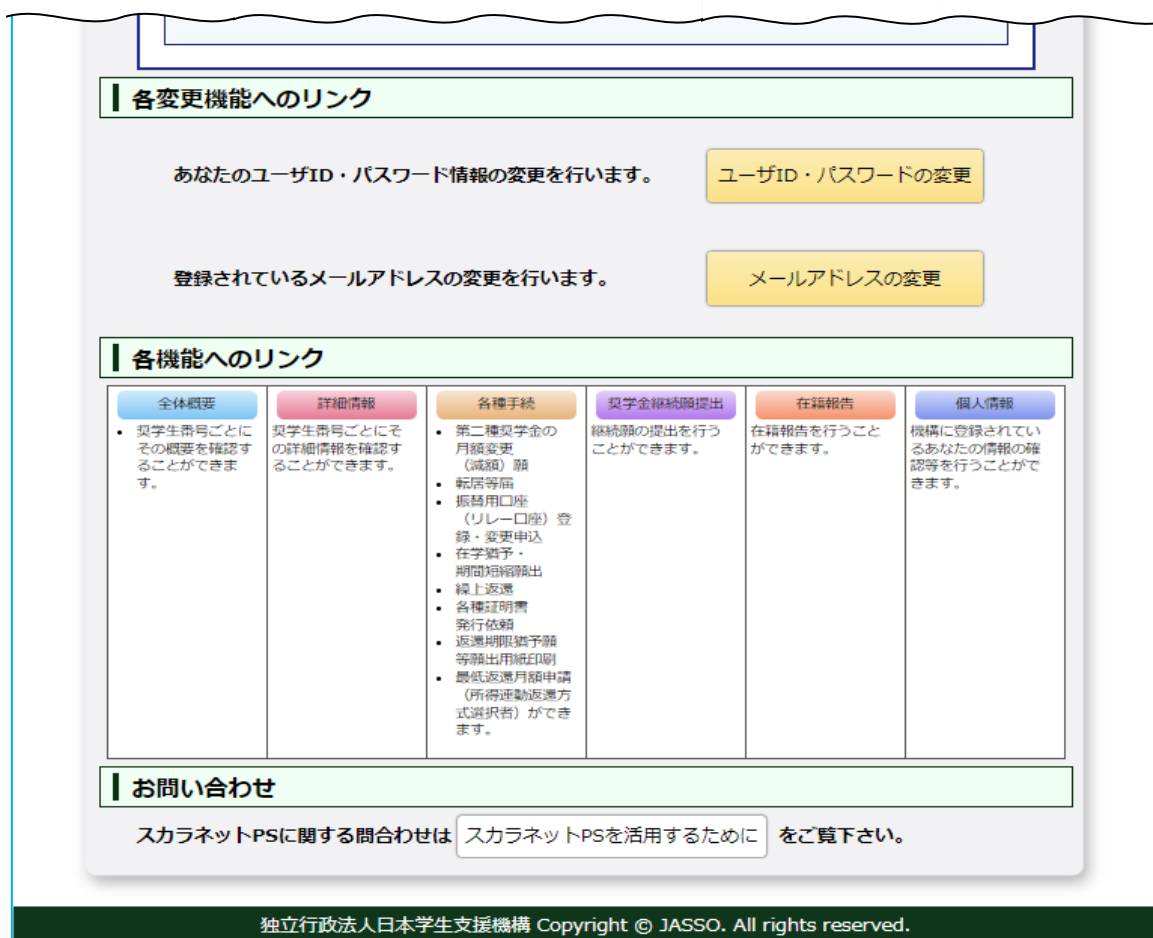 各変更機能へのリンク
あなたのユーザID・パスワード情報の変更を行います。
ユーザID・パスワードの変更
登録されているメールアドレスの変更を行います。
メールアドレスの変更
各機能へのリンク
全体概要
• 奨学生番号ごとに
その概要を確認す
ることができま
す。
詳細情報
奨学生番号ごとにそ
の詳細情報を確認す
ることができます。
各種手続
• 第二種奨学金の
月額変更
（減額）願
• 転居等届
• 振替用口座
（リレー口座）登
録・変更申込
• 在学猶予・
期間短縮願出
• 繰上返還
• 各種証明書
発行依頼
• 返還期限猶予願
等願出用紙印刷
• 最低返還月額申請
（所得連動返還方
式選択者）ができ
ます。
奨学金継続願提出
継続願の提出を行う
ことができます。
在籍報告
在籍報告を行うこと
ができます。
個人情報
機構に登録されてい
るあなたの情報の確
認等を行うことがで
きます。
お問い合わせ
スカラネットPSに関する問合わせは スカラネットPSを活用するために をご覧下さい。
独立行政法人日本学生支援機構 Copyright © JASSO. All rights reserved.